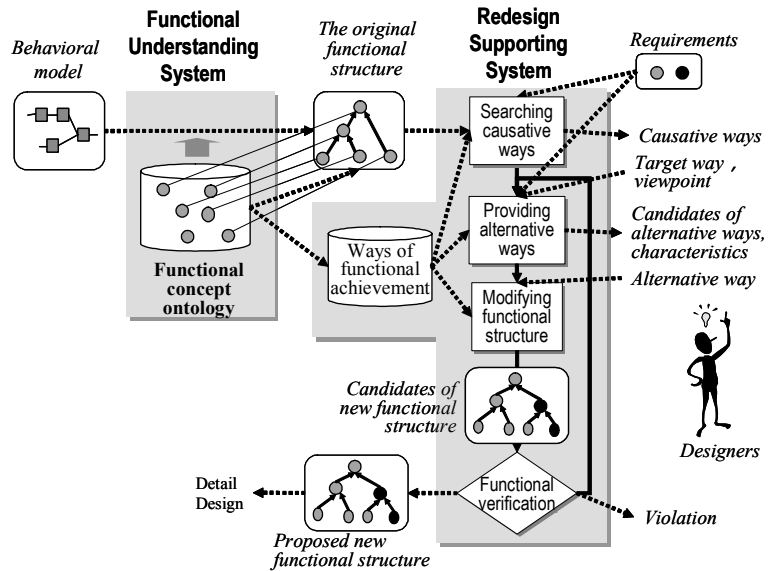 Functional
Understanding
System
Redesign
Supporting
System
Behavioral
model
The original
functional
structure
Requirements
Searching
causative
ways
Causative ways
Target way ,
viewpoint
Providing
alternative
ways
Candidates of
alternative ways,
characteristics
Ways of
functional
achievement
Functional
concept
ontology
Alternative way
Modifying
functional
structure
Candidates of
new functional
structure
Designers
Functional
verification
Detail
Design
Violation
Proposed new
functional structure